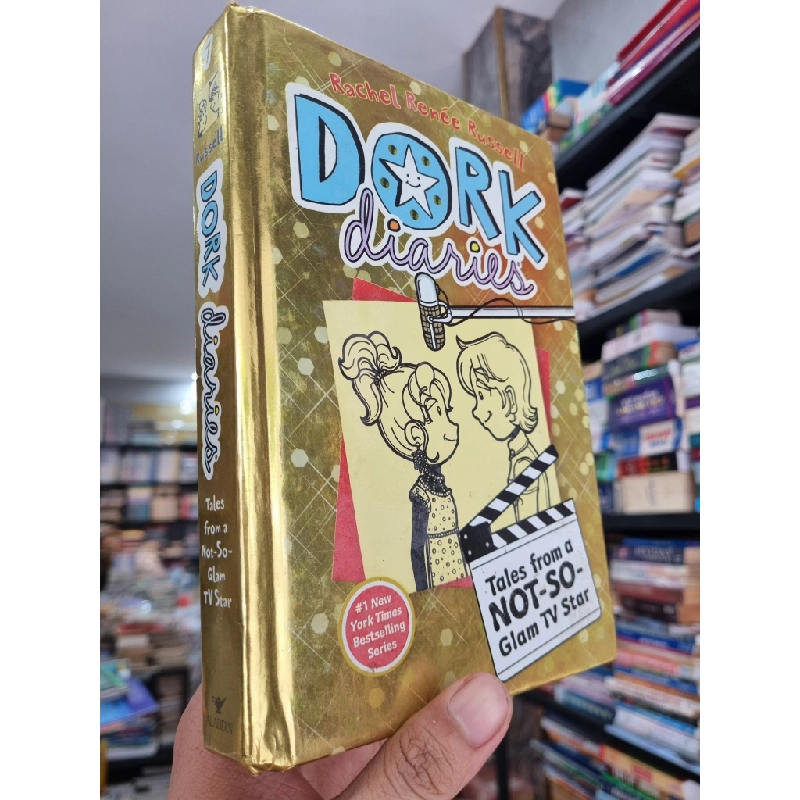 Rachel Renée Russell
DORK
diaries
Tales from a
NOT-SO-
Glam TV Star
#1 New
York Times
Bestselling
Series
Russell
DORK diaries
Tales
from a
Not-So-
Glam
TV Star
ALADDIN